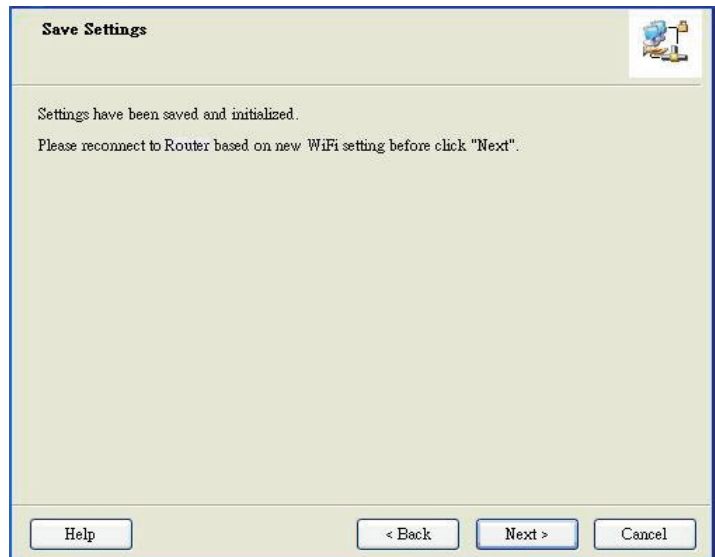 Save Settings
Settings have been saved and initialized.
Please reconnect to Router based on new WiFi setting before click "Next".
Help
< Back
Next >
Cancel